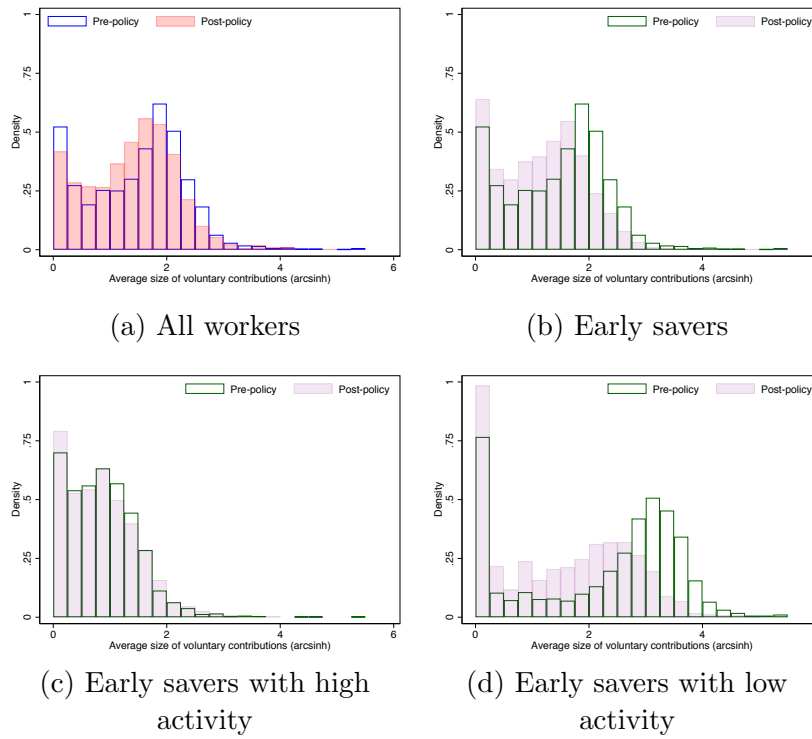 Pre-policy Post-policy
1
.75
.5
.25
0
Density
0 2 4 6
Average size of voluntary contributions (arcsinh)
(a) All workers
Pre-policy Post-policy
1
.75
.5
.25
0
Density
0 2 4
Average size of voluntary contributions (arcsinh)
(b) Early savers
Pre-policy Post-policy
1
.75
.5
.25
0
Density
0 2 4 6
Average size of voluntary contributions (arcsinh)
(c) Early savers with high
activity
Pre-policy Post-policy
1
.75
.5
.25
0
Density
0 2 4
Average size of voluntary contributions (arcsinh)
(d) Early savers with low
activity